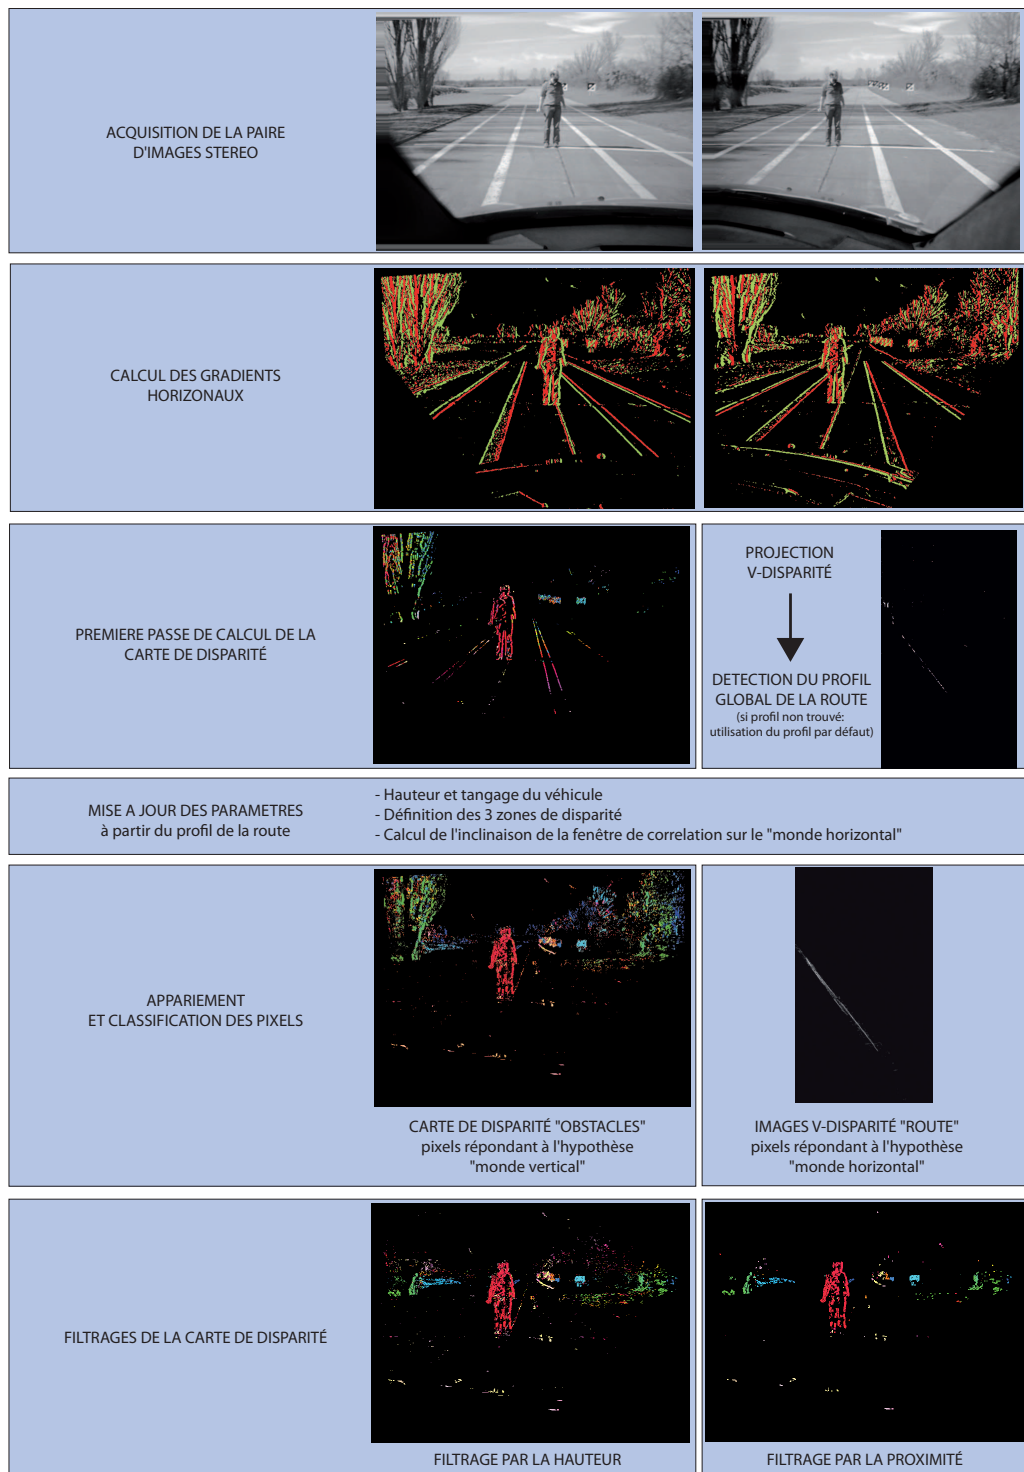 ACQUISITION DE LA PAIRE
D'IMAGES STEREO
CALCUL DES GRADIENTS
HORIZONAUX
PREMIERE PASSE DE CALCUL DE LA
CARTE DE DISPARITÉ
PROJECTION
V-DISPARITÉ
DETECTION DU PROFIL
GLOBAL DE LA ROUTE
(si profil non trouvé:
utilisation du profil par défaut)
MISE A JOUR DES PARAMETRES
à partir du profil de la route
- Hauteur et tangage du véhicule
- Définition des 3 zones de disparité
- Calcul de l'inclinaison de la fenêtre de correlation sur le "monde horizontal"
APPARIEMENT
ET CLASSIFICATION DES PIXELS
CARTE DE DISPARITÉ "OBSTACLES"
pixels répondant à l'hypothèse
"monde vertical"
IMAGES V-DISPARITÉ "ROUTE"
pixels répondant à l'hypothèse
"monde horizontal"
FILTRAGES DE LA CARTE DE DISPARITÉ
FILTRAGE PAR LA HAUTEUR
FILTRAGE PAR LA PROXIMITÉ